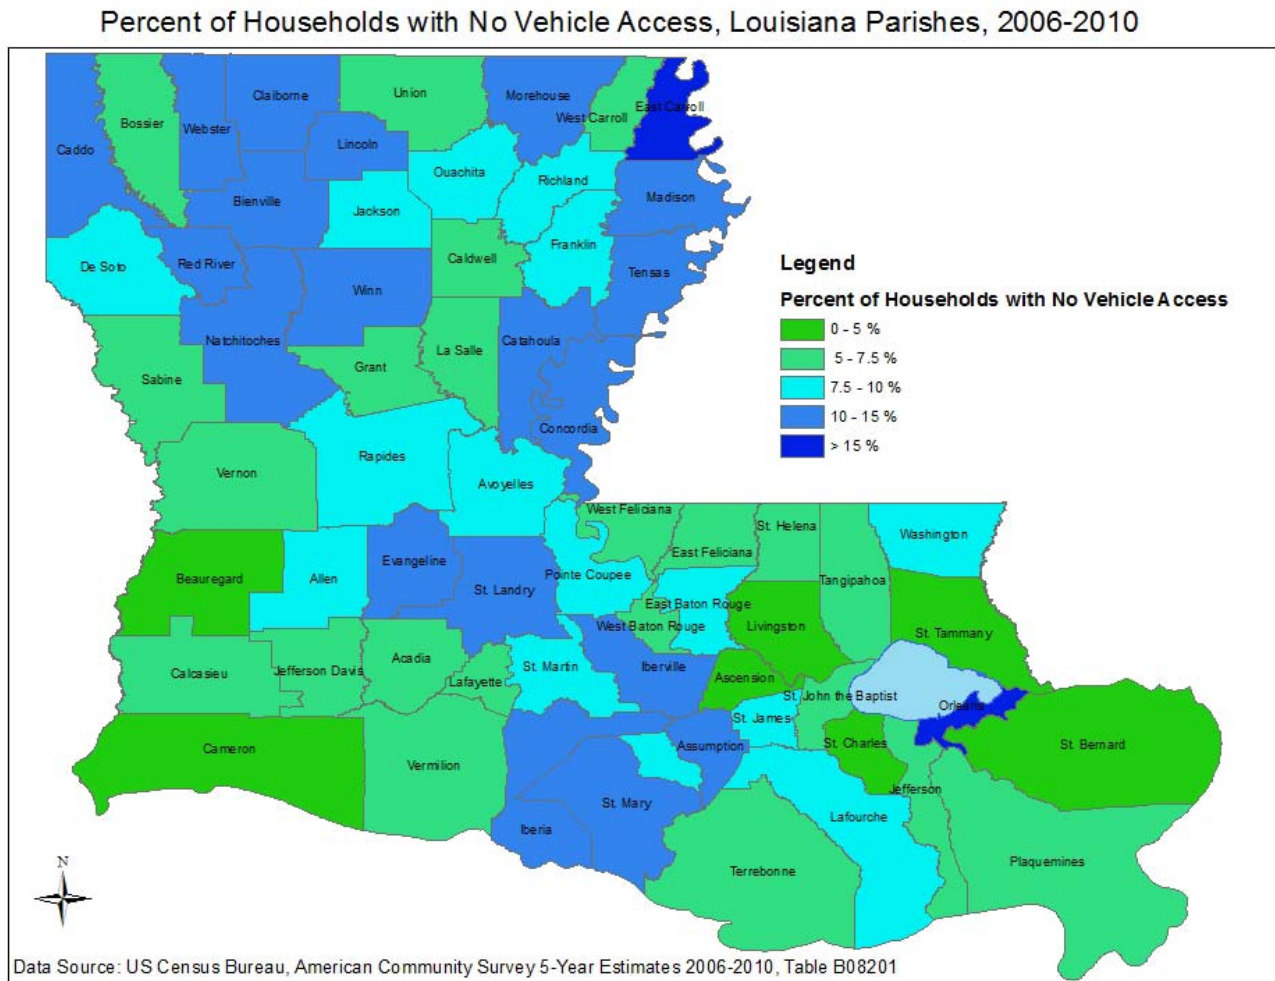 Percent of Households with No Vehicle Access, Louisiana Parishes, 2006-2010
Claiborne
Union
Morehouse
East Carroll
Bossier
Webster
West Carroll
Caddo
Lincoln
Ouachita
Richland
Bienville
Jackson
Madison
De Soto
Red River
Caldwell
Franklin
Tensas
Winn
Natchitoches
La Salle
Catahoula
Sabine
Grant
Concordia
Rapides
Vernon
Avoyelles
Legend
Percent of Households with No Vehicle Access
0 - 5 %
5 - 7.5 %
7.5 - 10 %
10 - 15 %
> 15 %
West Feliciana
St. Helena
Washington
East Feliciana
Beauregard
Allen
Evangeline
Pointe Coupee
Tangipahoa
St. Landry
East Baton Rouge
West Baton Rouge
Livingston
St. Tammany
Calcasieu
Jefferson Davis
Acadia
Lafayette
St. Martin
Iberville
Ascension
St. John the Baptist
Orleans
St. James
Cameron
Vermilion
Assumption
St. Charles
St. Bernard
St. Mary
Jefferson
Iberia
Lafourche
Terrebonne
Plaquemines
N
Data Source: US Census Bureau, American Community Survey 5-Year Estimates 2006-2010, Table B08201